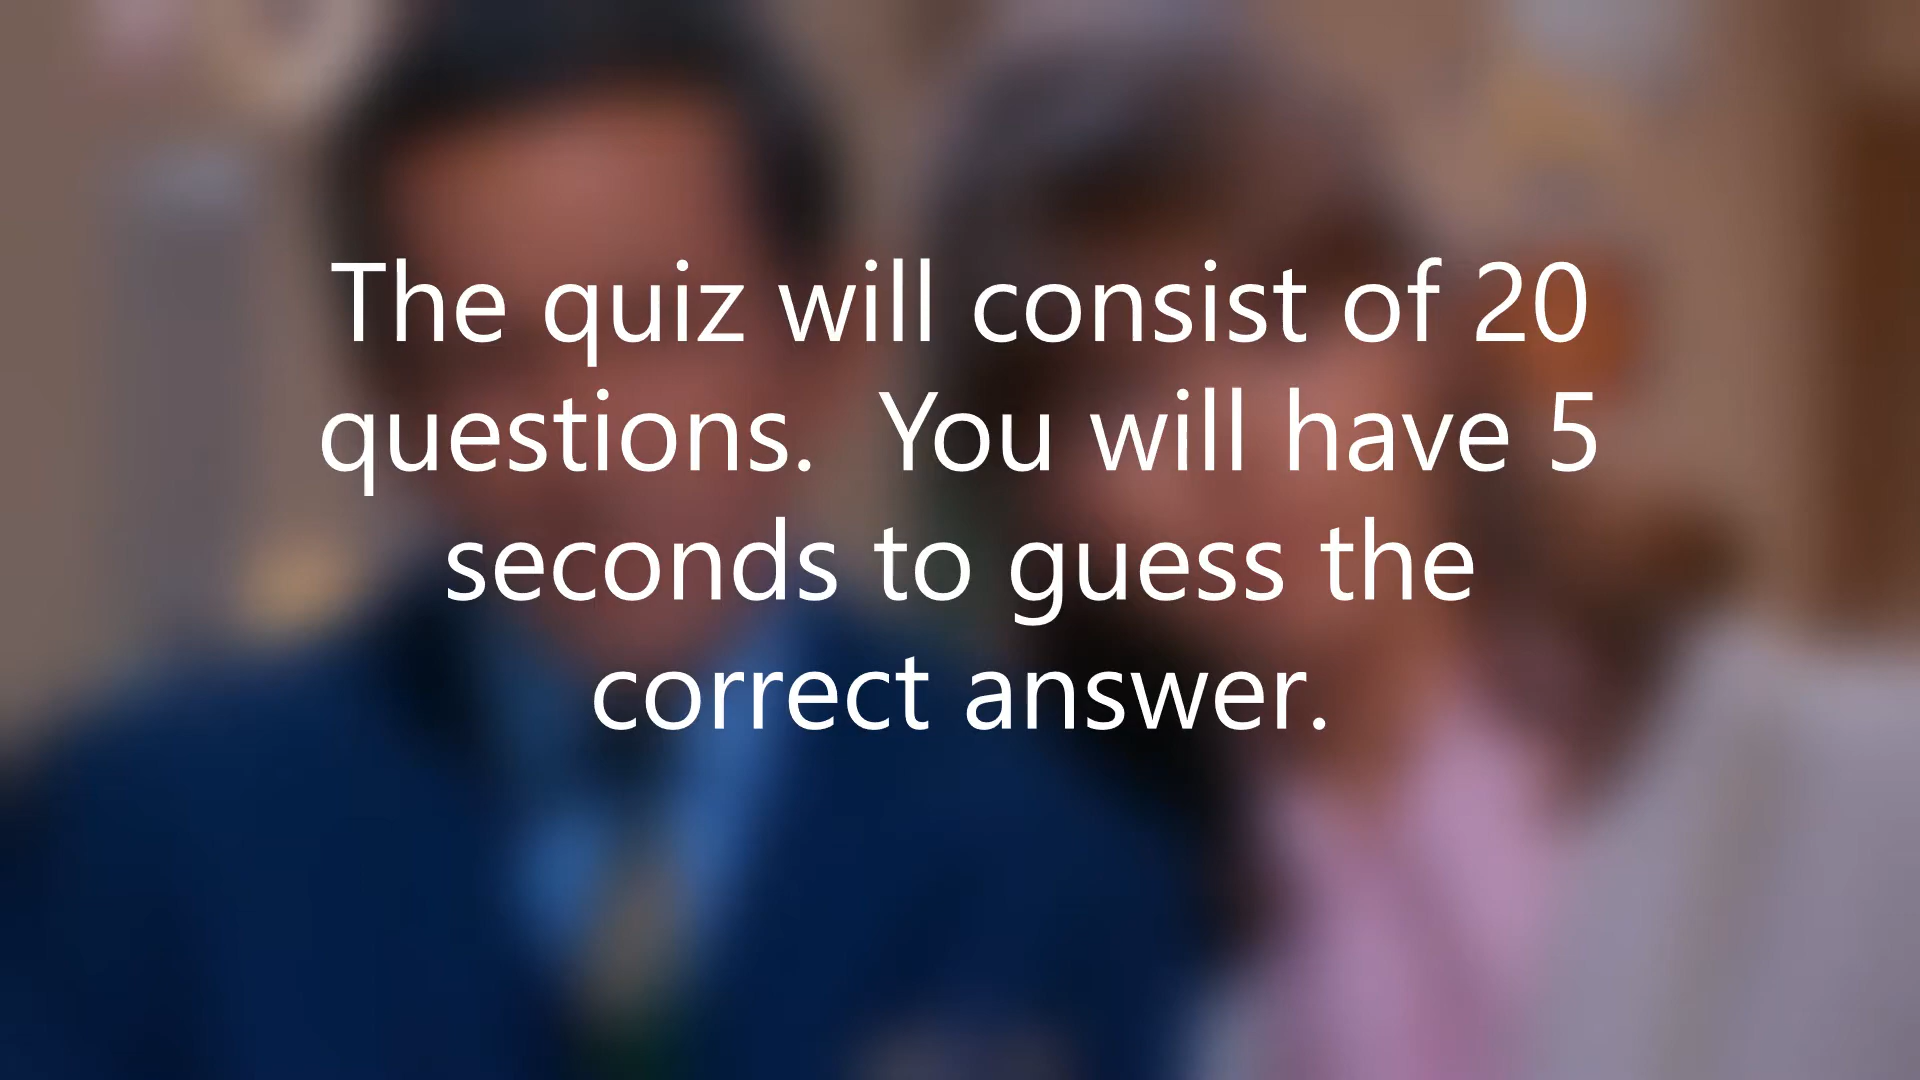 The quiz will consist of 20
questions.  You will have 5
seconds to guess the
correct answer.